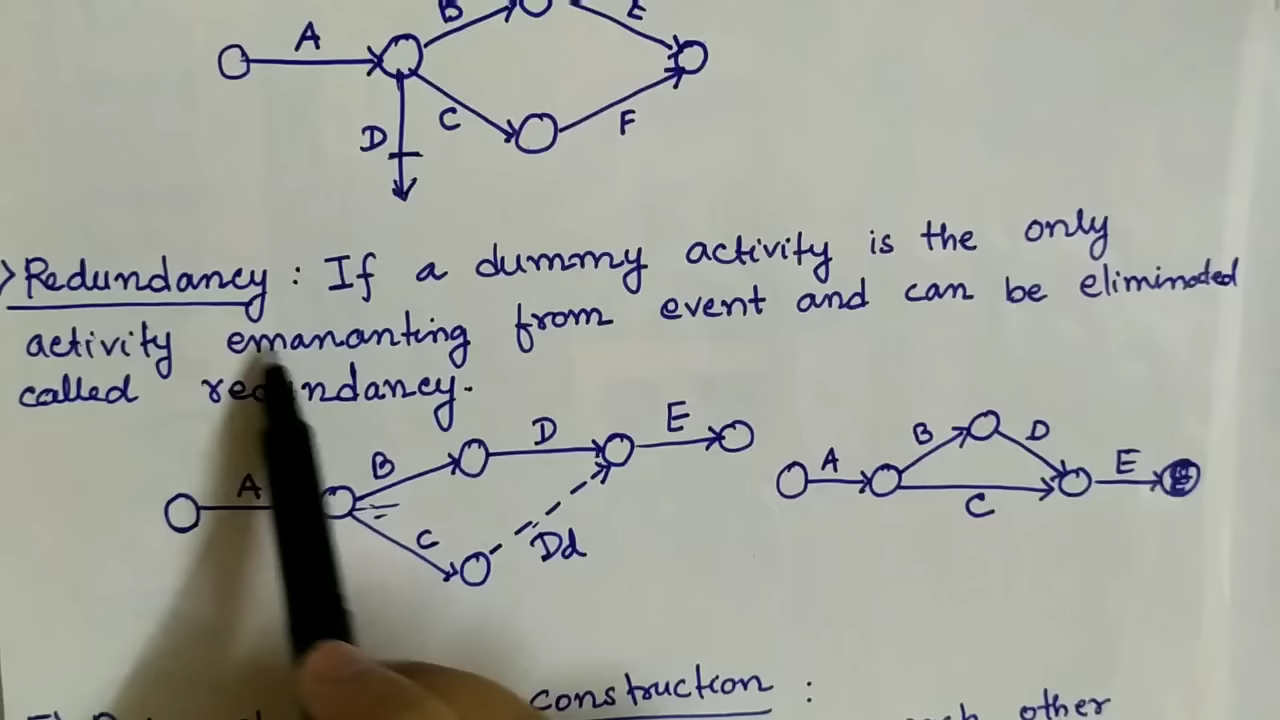 A
B
E
C
F
D
Redundancy : If a dummy activity is the only
activity emananting from event and can be eliminated
called redundancy.
A
B
D
E
C
Dd
A
B
D
C
E
construction :
other